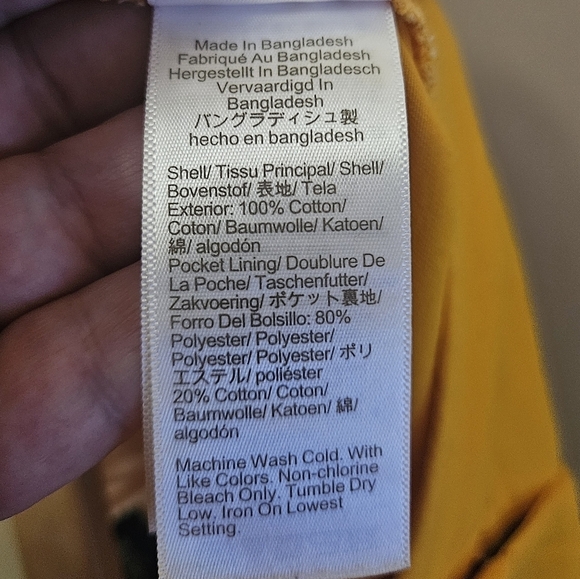 Made In Bangladesh
Fabriqué Au Bangladesh
Hergestellt In Bangladesch
Vervaardigd In
Bangladesh
バングラディシュ製
hecho en bangladesh
Shell/ Tissu Principal/ Shell/
Bovenstof/ 表地/ Tela
Exterior: 100% Cotton/
Coton/ Baumwolle/ Katoen/
綿/ algodón
Pocket Lining/ Doublure De
La Poche/ Taschenfutter/
Zakvoering/ ポケット裏地/
Forro Del Bolsillo: 80%
Polyester/ Polyester/
Polyester/ Polyester/ ポリ
エステル/ poliéster
20% Cotton/ Coton/
Baumwolle/ Katoen/ 綿/
algodón
Machine Wash Cold. With
Like Colors. Non-chlorine
Bleach Only. Tumble Dry
Low. Iron On Lowest
Setting.